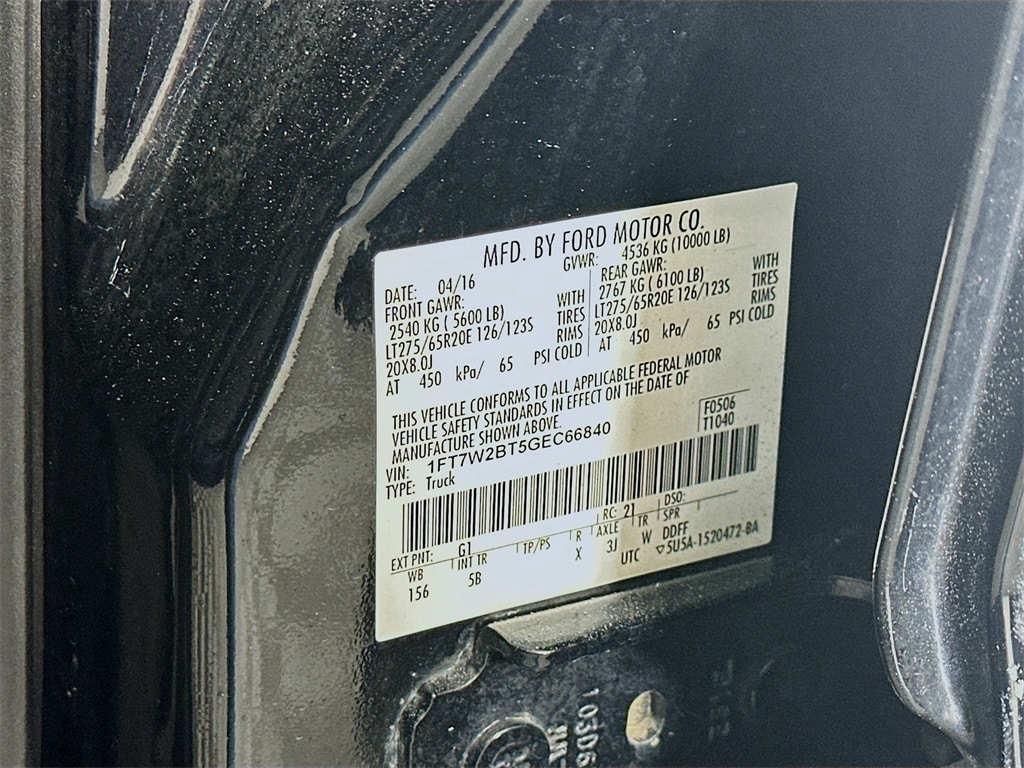 MFD. BY FORD MOTOR CO.
DATE: 04/16 GVWR: 4536 KG (10000 LB)
FRONT GAWR: REAR GAWR:
2540 KG ( 5600 LB) WITH 2767 KG ( 6100 LB) WITH
LT275/65R20E 126/123S TIRES LT275/65R20E 126/123S TIRES
20X8.0J RIMS 20X8.0J RIMS
AT 450 kPa/ 65 PSI COLD AT 450 kPa/ 65 PSI COLD
THIS VEHICLE CONFORMS TO ALL APPLICABLE FEDERAL MOTOR
VEHICLE SAFETY STANDARDS IN EFFECT ON THE DATE OF
MANUFACTURE SHOWN ABOVE.
F0506
T1040
VIN: 1FT7W2BT5GEC66840
TYPE: Truck
EXT PNT: G1 RC: 21 DSO:
WB INT TR TP/PS R AXLE TR SPR
156 5B X 3J W DDFF
UTC ▽5U5A-1520472-BA
103D6